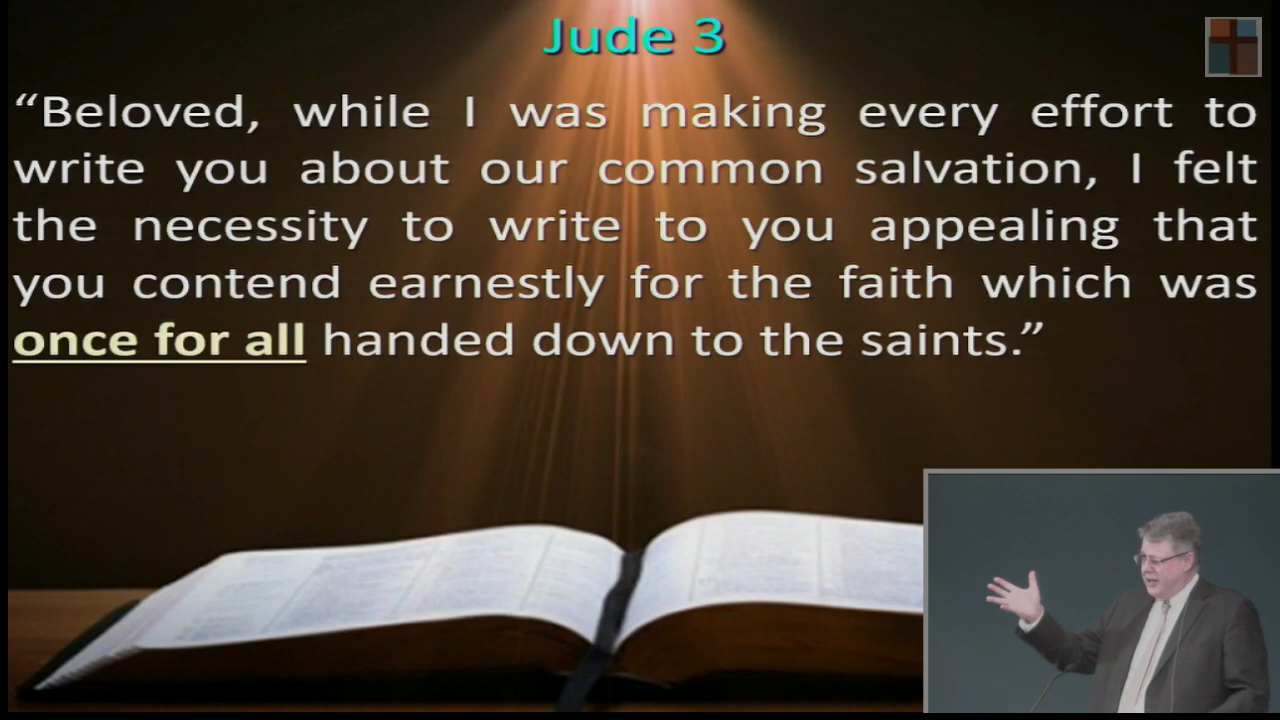 Jude 3
“Beloved, while I was making every effort to
write you about our common salvation, I felt
the necessity to write to you appealing that
you contend earnestly for the faith which was
once for all handed down to the saints.”